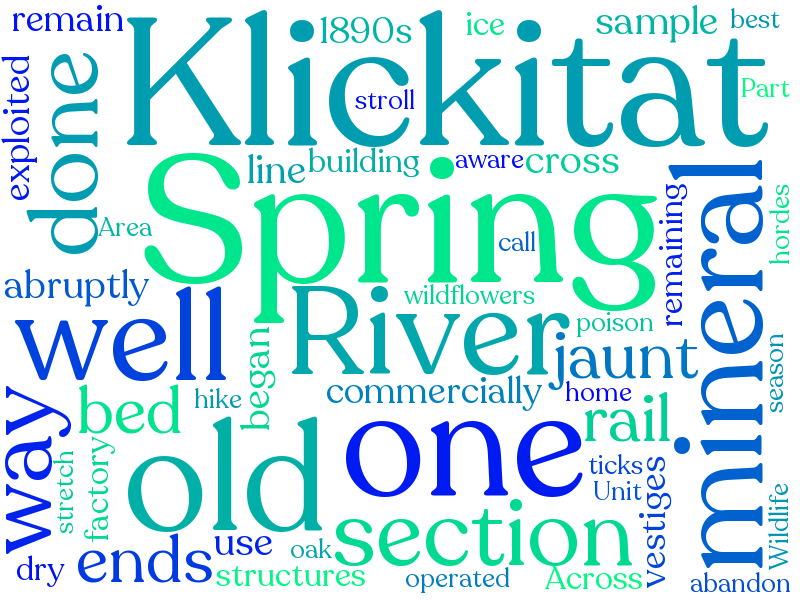 remain
1890s
ice
sample
best
Klickitat
exploited
done
stroll
Part
line
building
aware
cross
Spring
mineral
hordes
Area
call
remaining
abruptly
wildflowers
poison
well
River
jaunt
season
began
commercially
home
way
bed
hike
rail
old
one
stretch
factory
ticks
Unit
vestiges
Wildlife
section
dry
ends
use
oak
structures
operated
Across
abandon